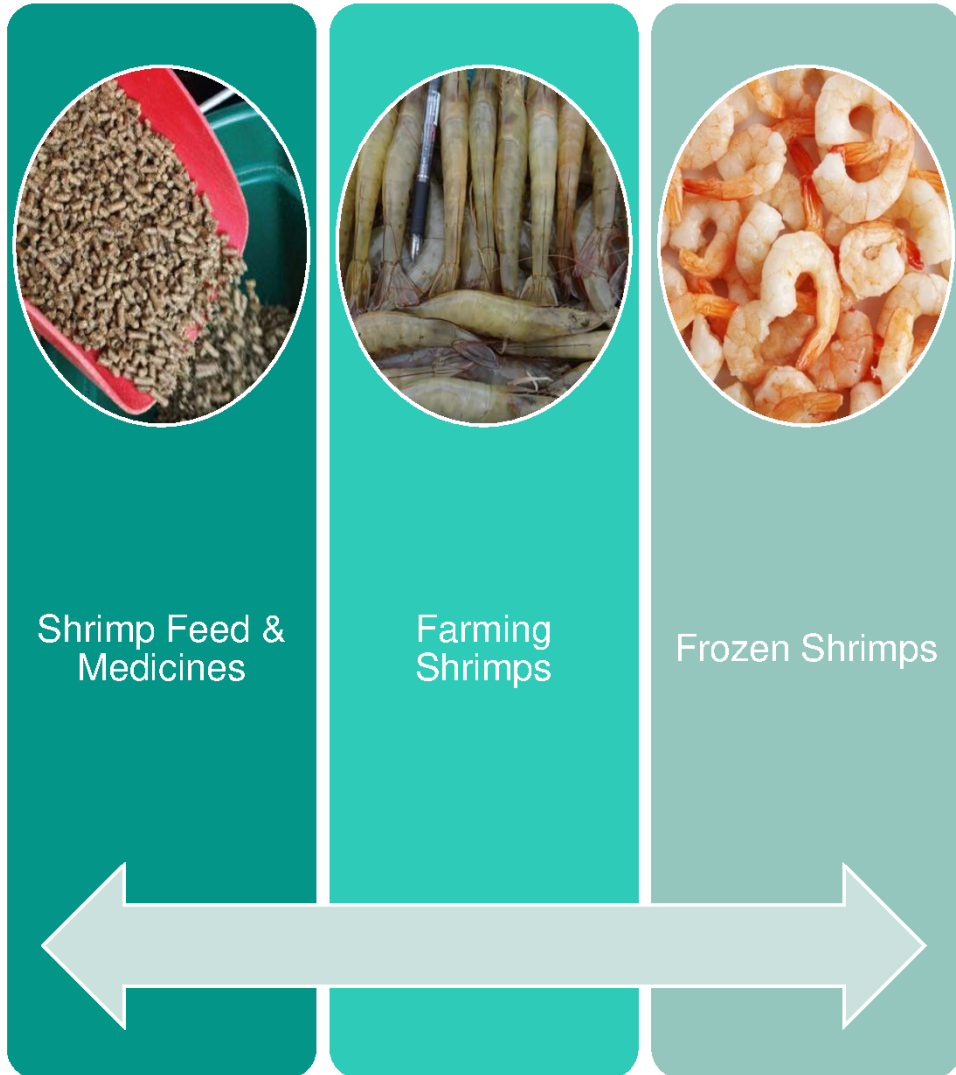 Shrimp Feed &
Medicines
Farming
Shrimps
Frozen Shrimps